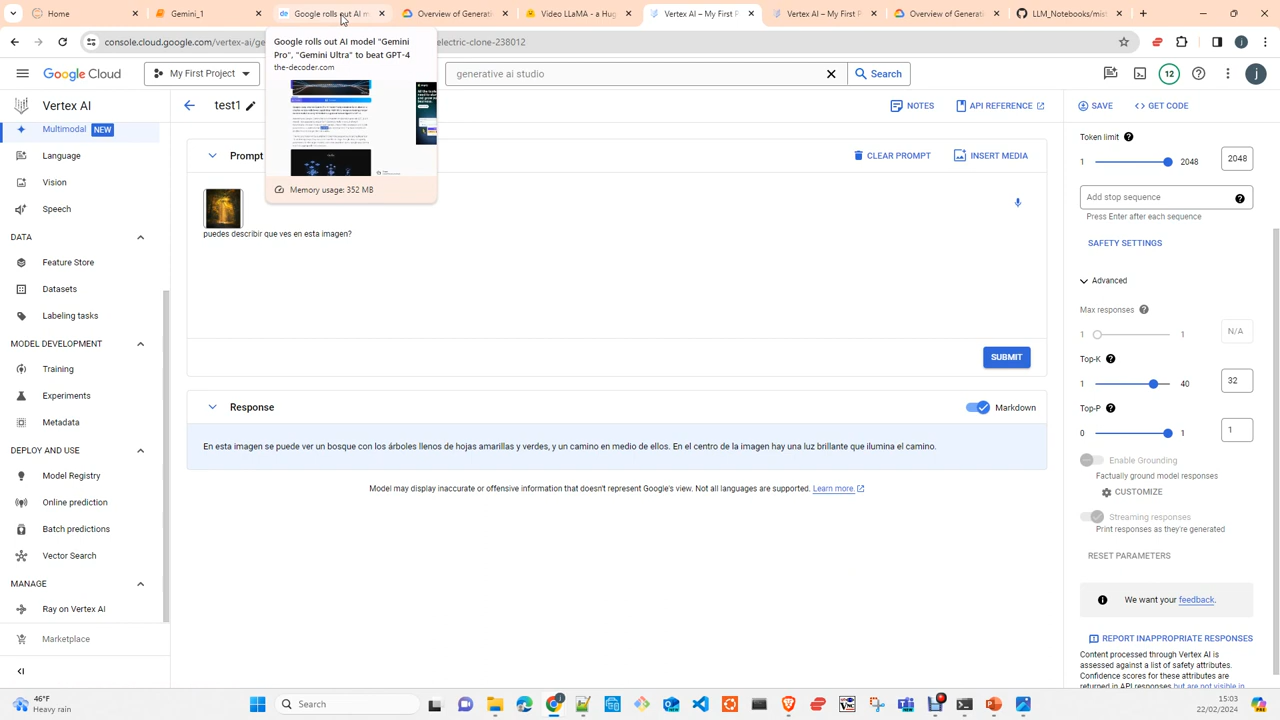 Home
Gemini_1
Google rolls out AI m
Overview of Generati
Video LLaMA - a Hug
Vertex AI – My First P
Vertex AI – My First P
Overview of Generati
LLM_Notebooks/misc
console.cloud.google.com/vertex-ai/ge
electric-clone-238012
Google rolls out AI model "Gemini
Pro", "Gemini Ultra" to beat GPT-4
the-decoder.com
Memory usage: 352 MB
Google Cloud
My First Project
generative ai studio
Search
12
j
Vertex AI
test1
NOTES
SAVE
Multimodal NEW
Language
Vision
Speech
DATA
Feature Store
Datasets
Labeling tasks
MODEL DEVELOPMENT
Training
Experiments
Metadata
DEPLOY AND USE
Model Registry
Online prediction
Batch predictions
Vector Search
MANAGE
Ray on Vertex AI
Marketplace
Prompt
CLEAR PROMPT
INSERT MEDIA
puedes describir que ves en esta imagen?
SUBMIT
Response
Markdown
En esta imagen se puede ver un bosque con los árboles llenos de hojas amarillas y verdes, y un camino en medio de ellos. En el centro de la imagen hay una luz brillante que ilumina el camino.
Model may display inaccurate or offensive information that doesn't represent Google's view. Not all languages are supported. Learn more.
Token limit
1 2048 2048
Add stop sequence
Press Enter after each sequence
SAFETY SETTINGS
Advanced
Max responses
1 1 N/A
Top-K
1 40 32
Top-P
0 1 1
Enable Grounding
Factually ground model responses
CUSTOMIZE
Streaming responses
Print responses as they're generated
RESET PARAMETERS
We want your feedback.
REPORT INAPPROPRIATE RESPONSES
Content processed through Vertex AI is
assessed against a list of safety attributes.
Confidence scores for these attributes are
returned in API responses but are not visible in
46°F
Heavy rain
Search
15:03
22/02/2024